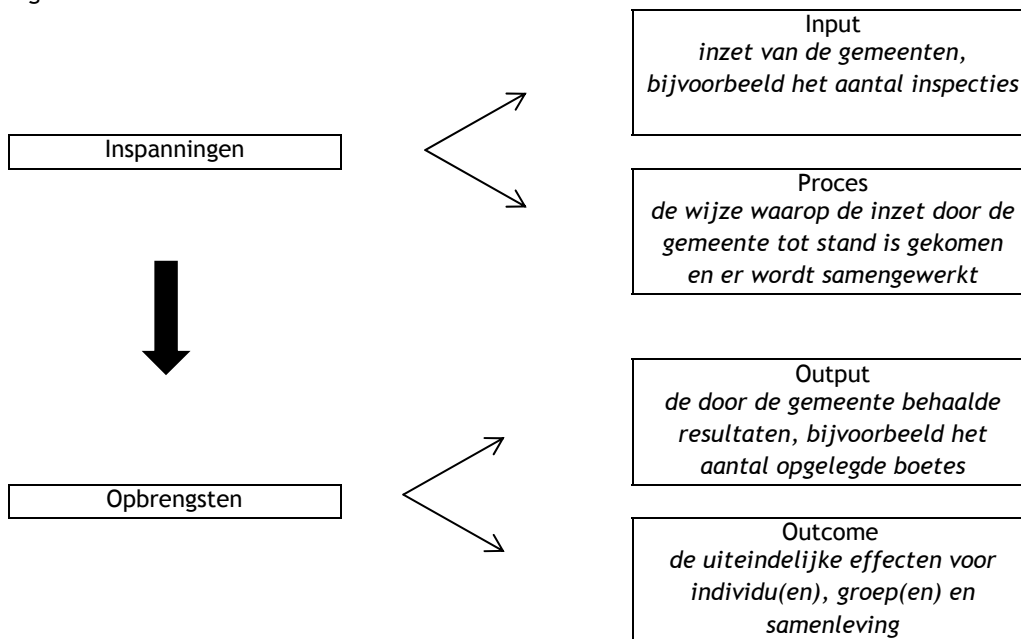 Input
inzet van de gemeenten,
bijvoorbeeld het aantal inspecties
Inspanningen
Proces
de wijze waarop de inzet door de
gemeente tot stand is gekomen
en er wordt samengewerkt
Output
de door de gemeente behaalde
resultaten, bijvoorbeeld het
aantal opgelegde boetes
Opbrengsten
Outcome
de uiteindelijke effecten voor
individu(en), groep(en) en
samenleving